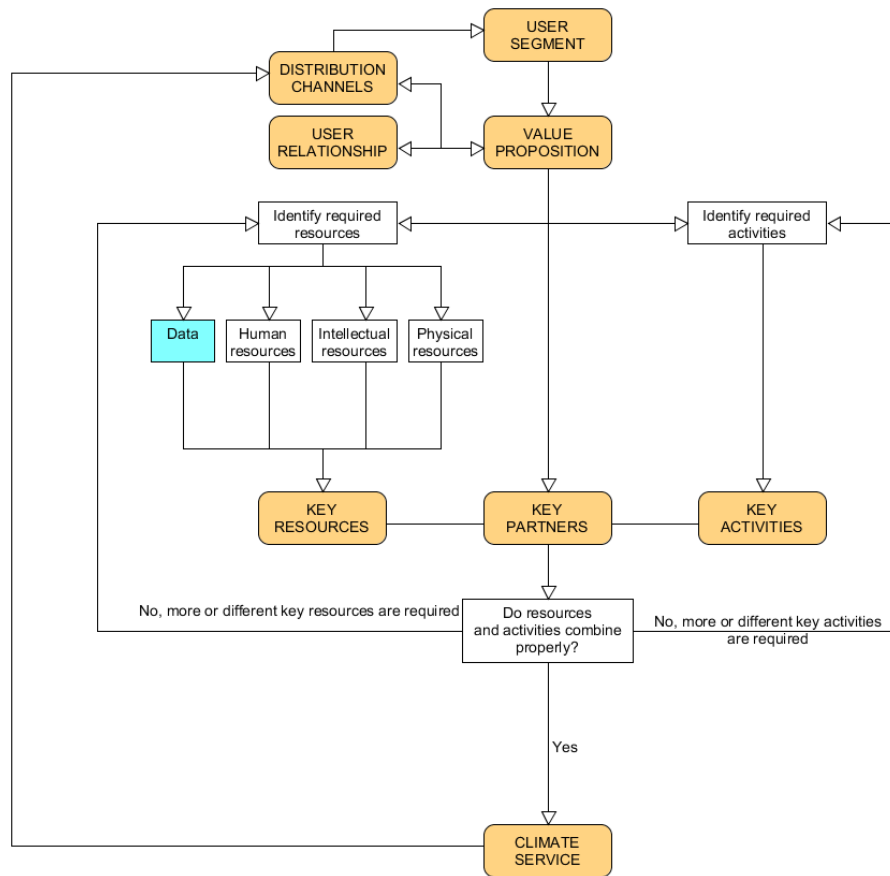 USER
SEGMENT
DISTRIBUTION
CHANNELS
USER
RELATIONSHIP
VALUE
PROPOSITION
Identify required
resources
Identify required
activities
Data
Human
resources
Intellectual
resources
Physical
resources
KEY
RESOURCES
KEY
PARTNERS
KEY
ACTIVITIES
No, more or different key resources are required
Do resources
and activities combine
properly?
No, more or different key activities
are required
Yes
CLIMATE
SERVICE